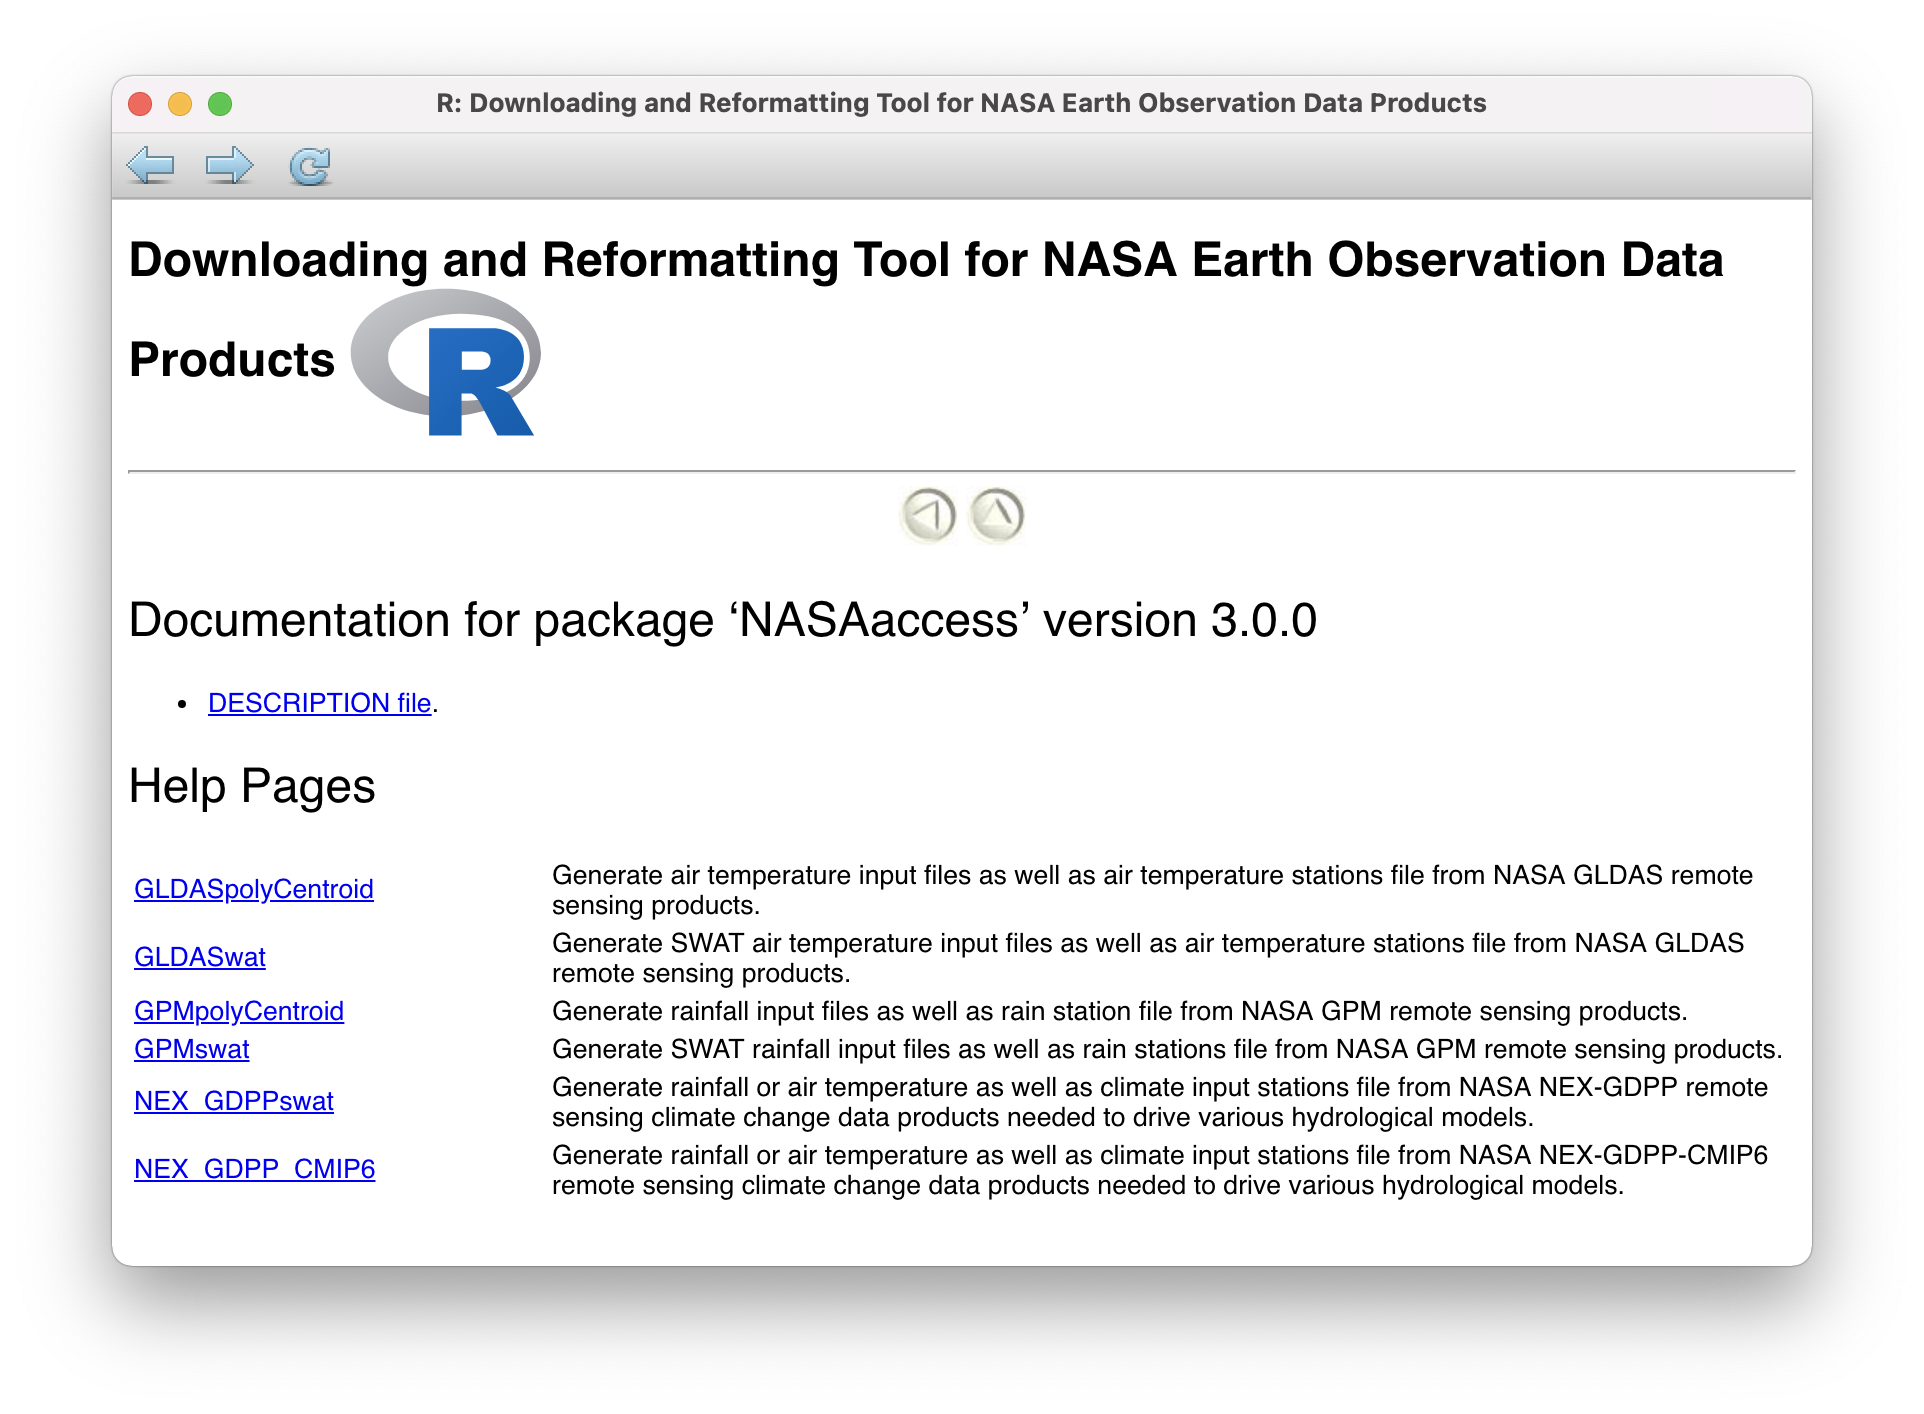 R: Downloading and Reformatting Tool for NASA Earth Observation Data Products
Downloading and Reformatting Tool for NASA Earth Observation Data
Products R
Documentation for package ‘NASAaccess’ version 3.0.0
• DESCRIPTION file.
Help Pages
GLDASpolyCentroid
Generate air temperature input files as well as air temperature stations file from NASA GLDAS remote
sensing products.
GLDASwat
Generate SWAT air temperature input files as well as air temperature stations file from NASA GLDAS
remote sensing products.
GPMpolyCentroid
Generate rainfall input files as well as rain station file from NASA GPM remote sensing products.
GPMswat
Generate SWAT rainfall input files as well as rain stations file from NASA GPM remote sensing products.
NEX_GDPPswat
Generate rainfall or air temperature as well as climate input stations file from NASA NEX-GDPP remote
sensing climate change data products needed to drive various hydrological models.
NEX_GDPP_CMIP6
Generate rainfall or air temperature as well as climate input stations file from NASA NEX-GDPP-CMIP6
remote sensing climate change data products needed to drive various hydrological models.